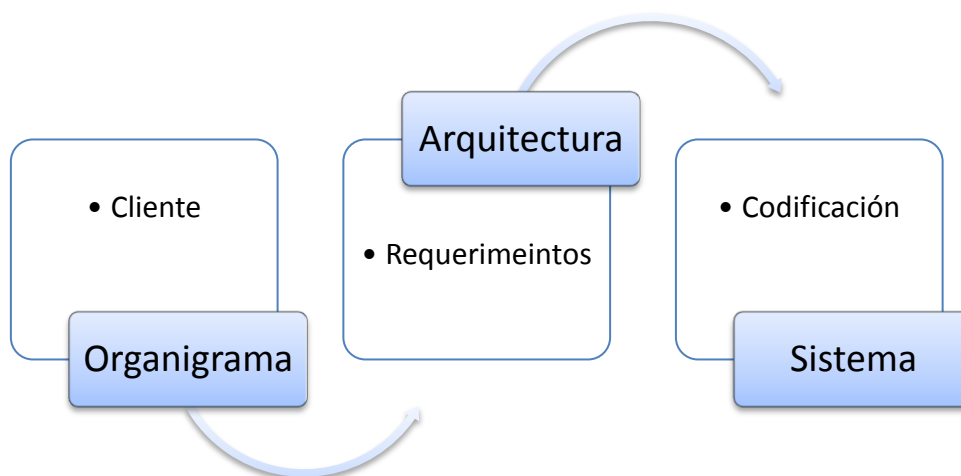 • Cliente
Organigrama
Arquitectura
• Requerimeintos
• Codificación
Sistema